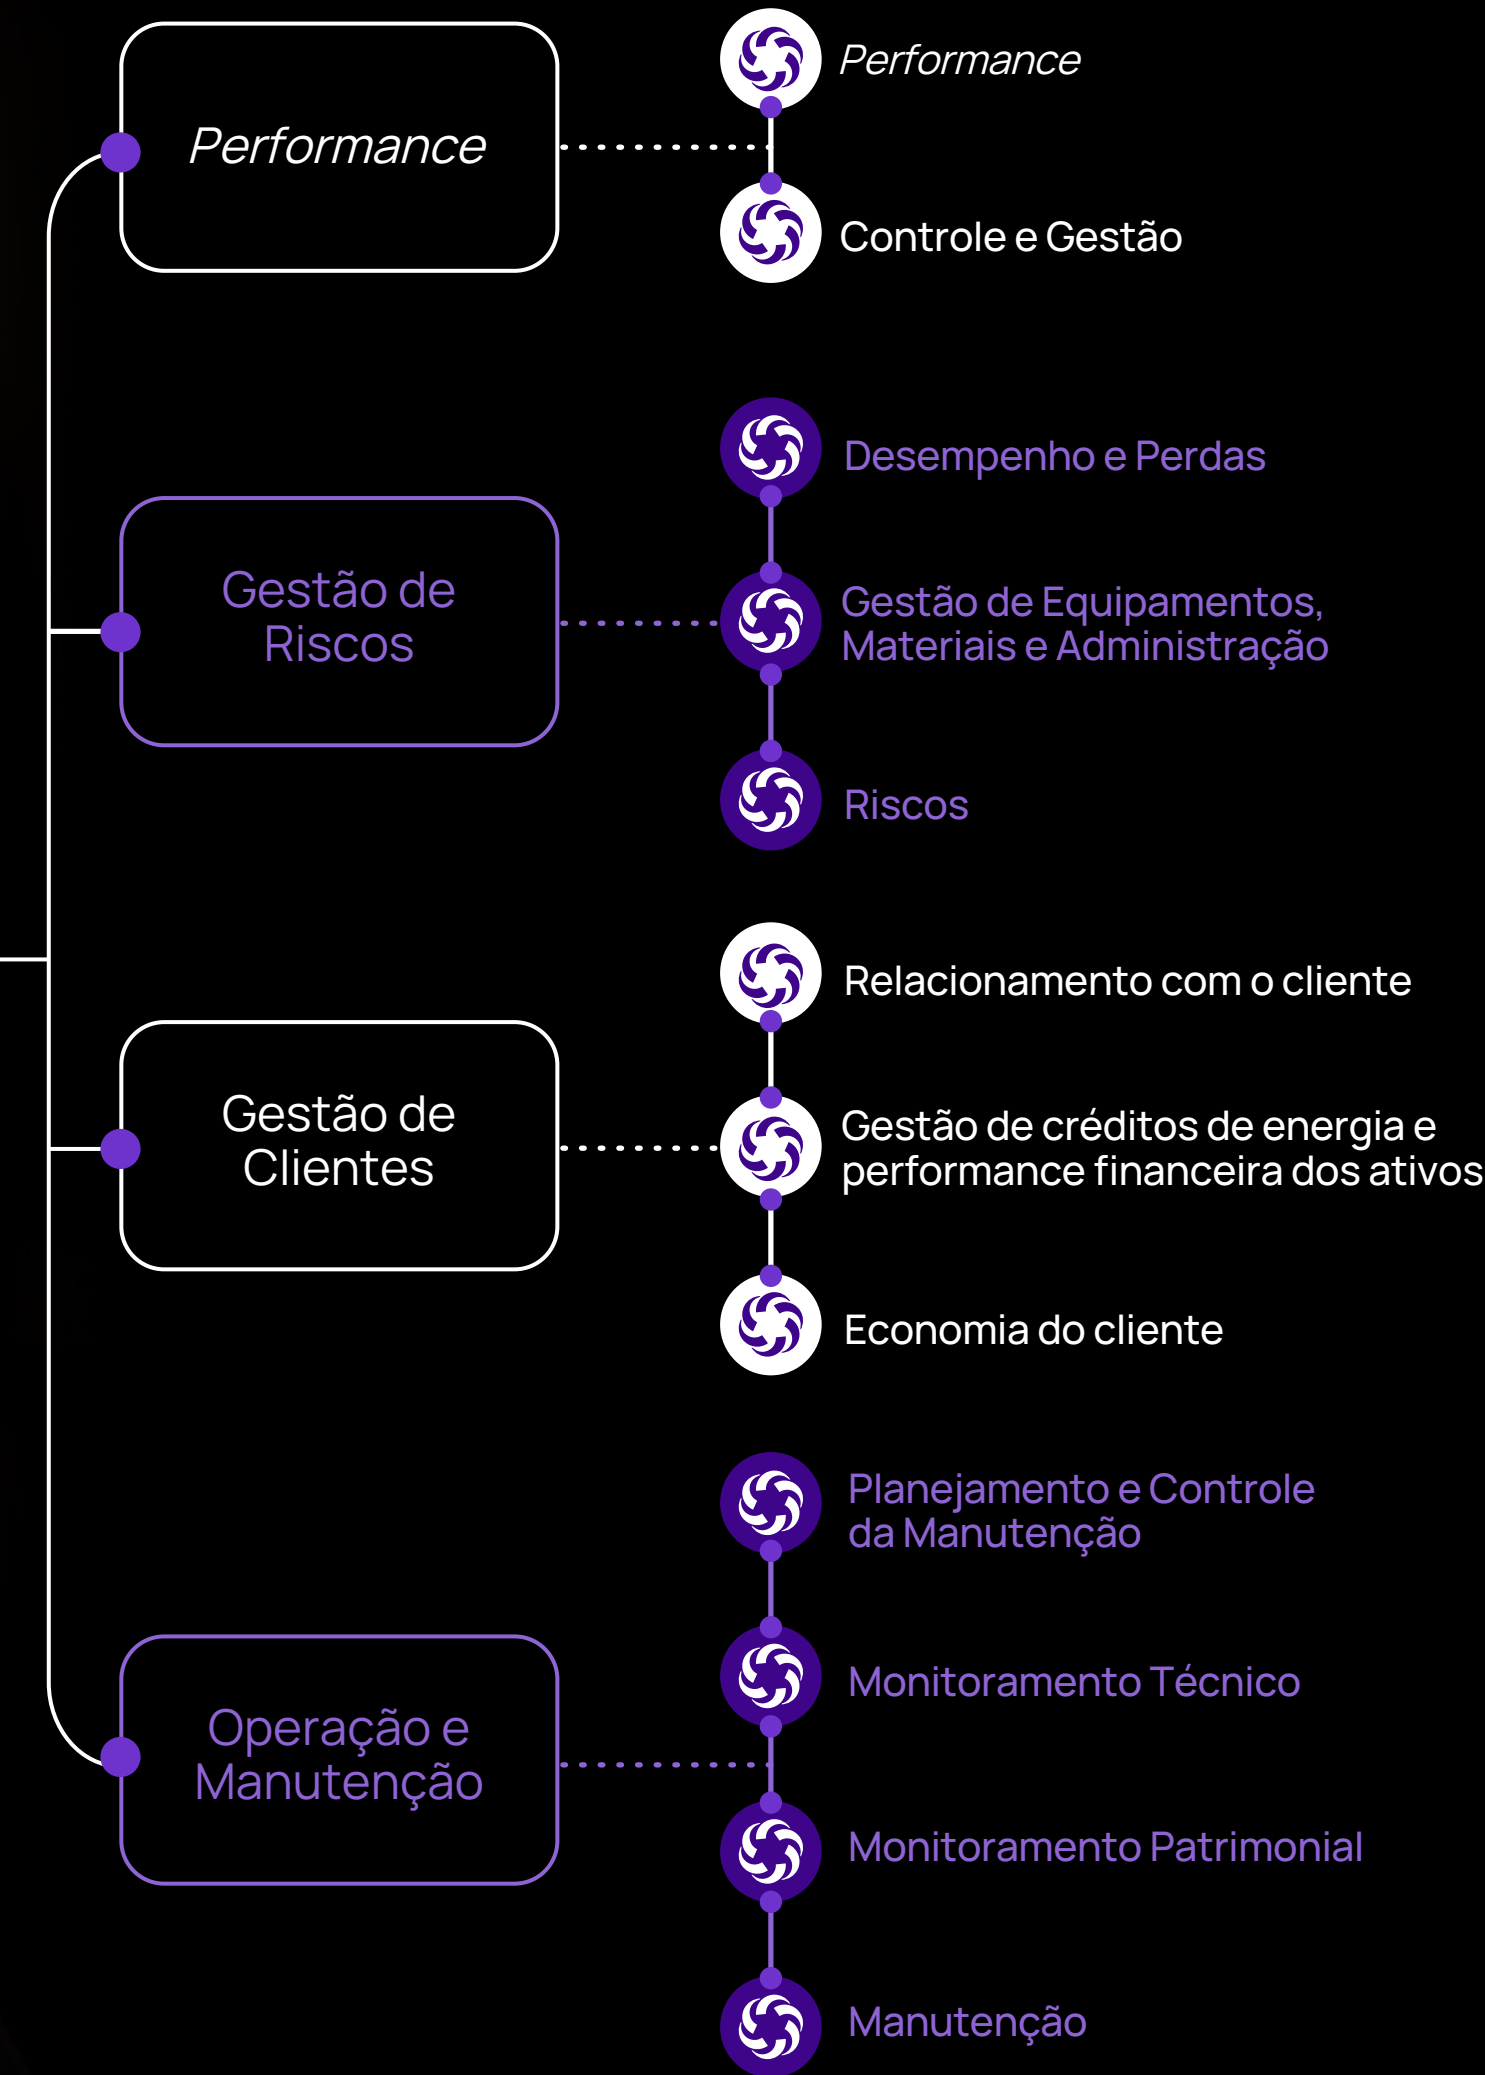 Performance
Performance
Controle e Gestão
Gestão de
Riscos
Desempenho e Perdas
Gestão de Equipamentos,
Materiais e Administração
Riscos
Gestão de
Clientes
Relacionamento com o cliente
Gestão de créditos de energia e
performance financeira dos ativos
Economia do cliente
Operação e
Manutenção
Planejamento e Controle
da Manutenção
Monitoramento Técnico
Monitoramento Patrimonial
Manutenção